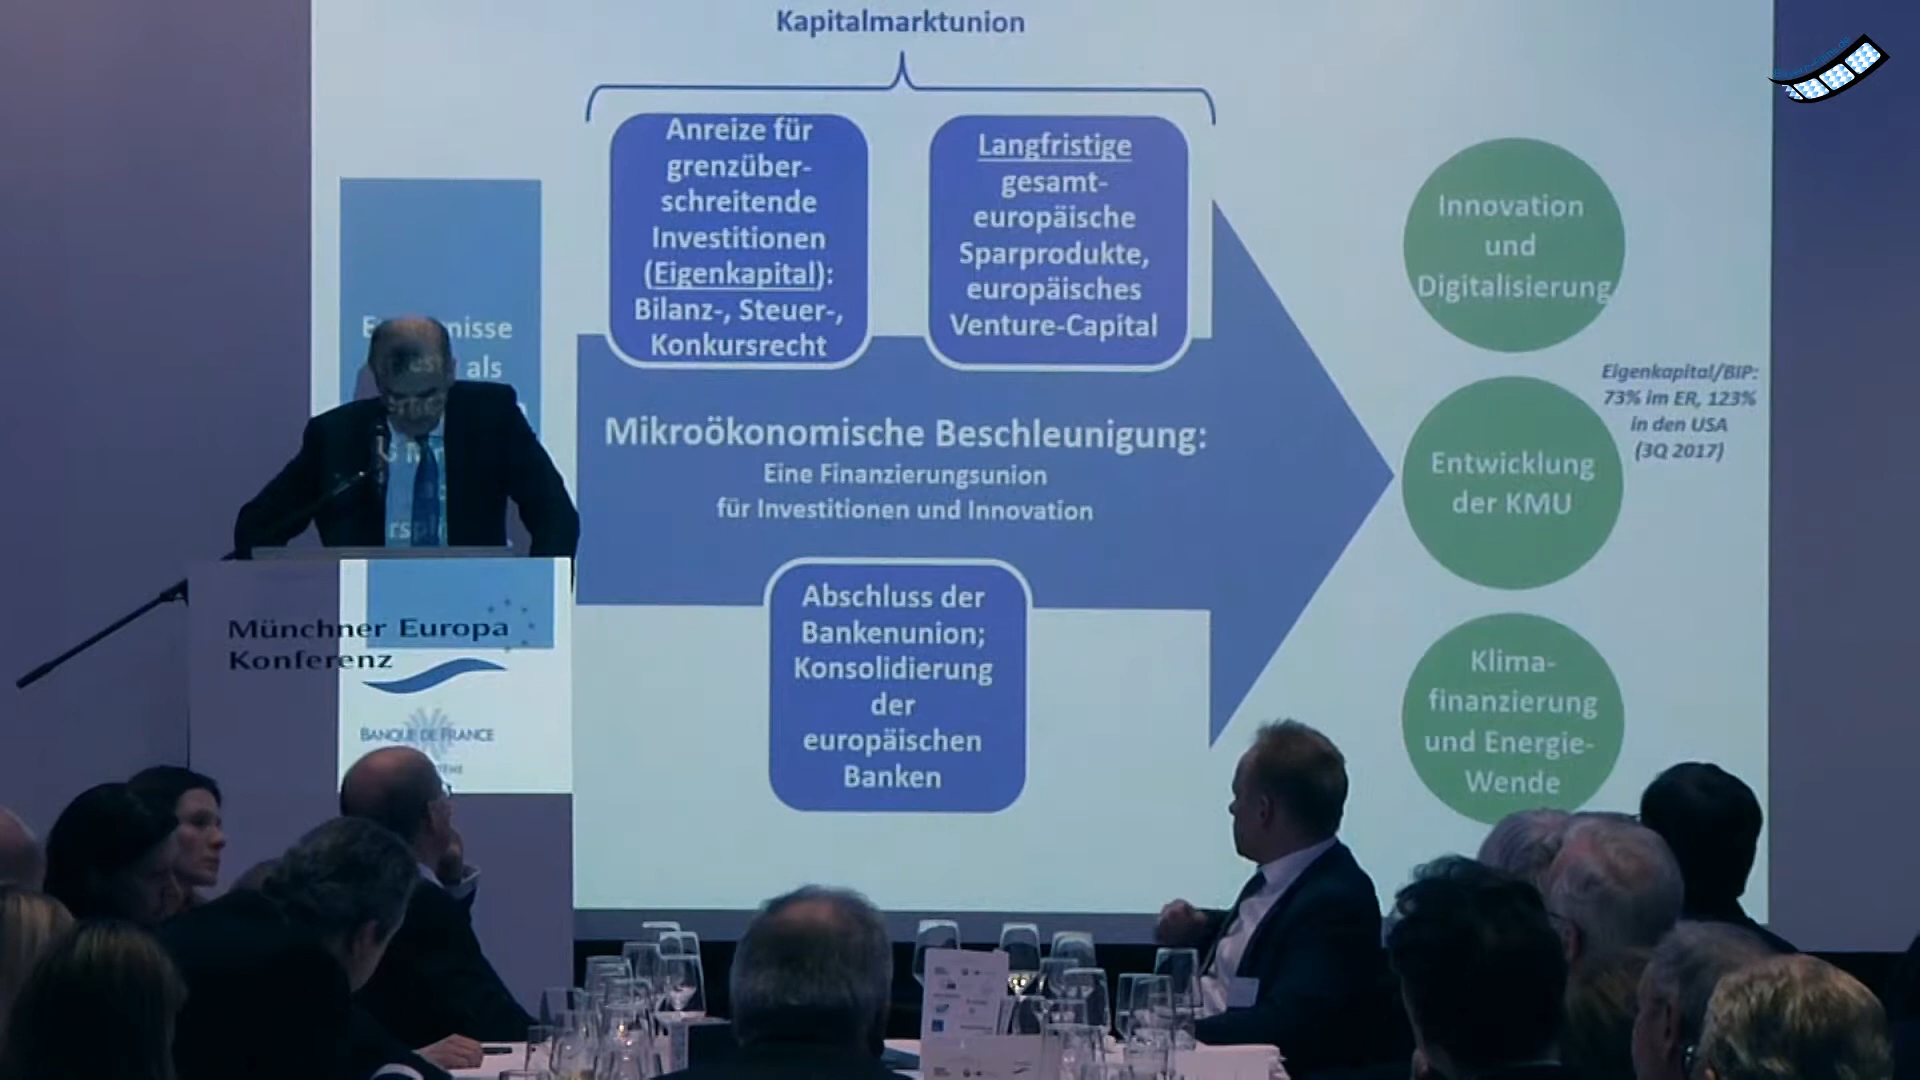 Kapitalmarktunion
Anreize für
grenzüber-
schreitende
Investitionen
(Eigenkapital):
Bilanz-, Steuer-,
Konkursrecht
Langfristige
gesamt-
europäische
Sparprodukte,
europäisches
Venture-Capital
als
Mikroökonomische Beschleunigung:
Eine Finanzierungsunion
für Investitionen und Innovation
Abschluss der
Bankenunion;
Konsolidierung
der
europäischen
Banken
Innovation
und
Digitalisierung
Eigenkapital/BIP:
73% im ER, 123%
in den USA
(3Q 2017)
Entwicklung
der KMU
Klima-
finanzierung
und Energie-
Wende
Münchner Europa
Konferenz
BANQUE DE FRANCE